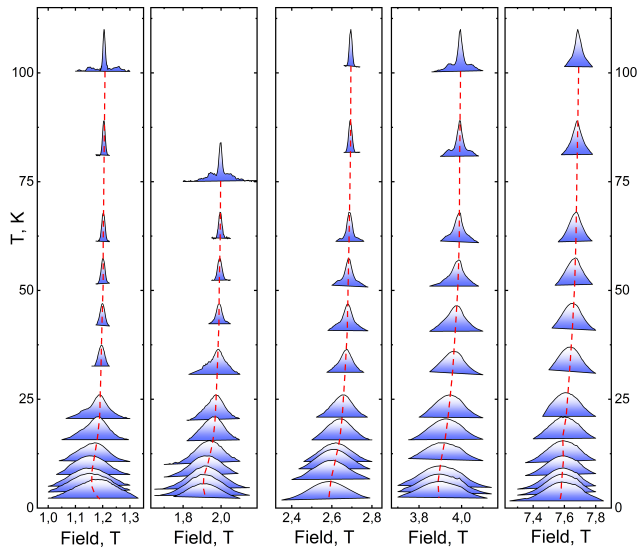 100
100
75
75
T, K
50
50
25
25
0
0
1,0 1,1 1,2 1,3
1,8 2,0
2,4 2,6 2,8
3,8 4,0
7,4 7,6 7,8
Field, T
Field, T
Field, T
Field, T
Field, T